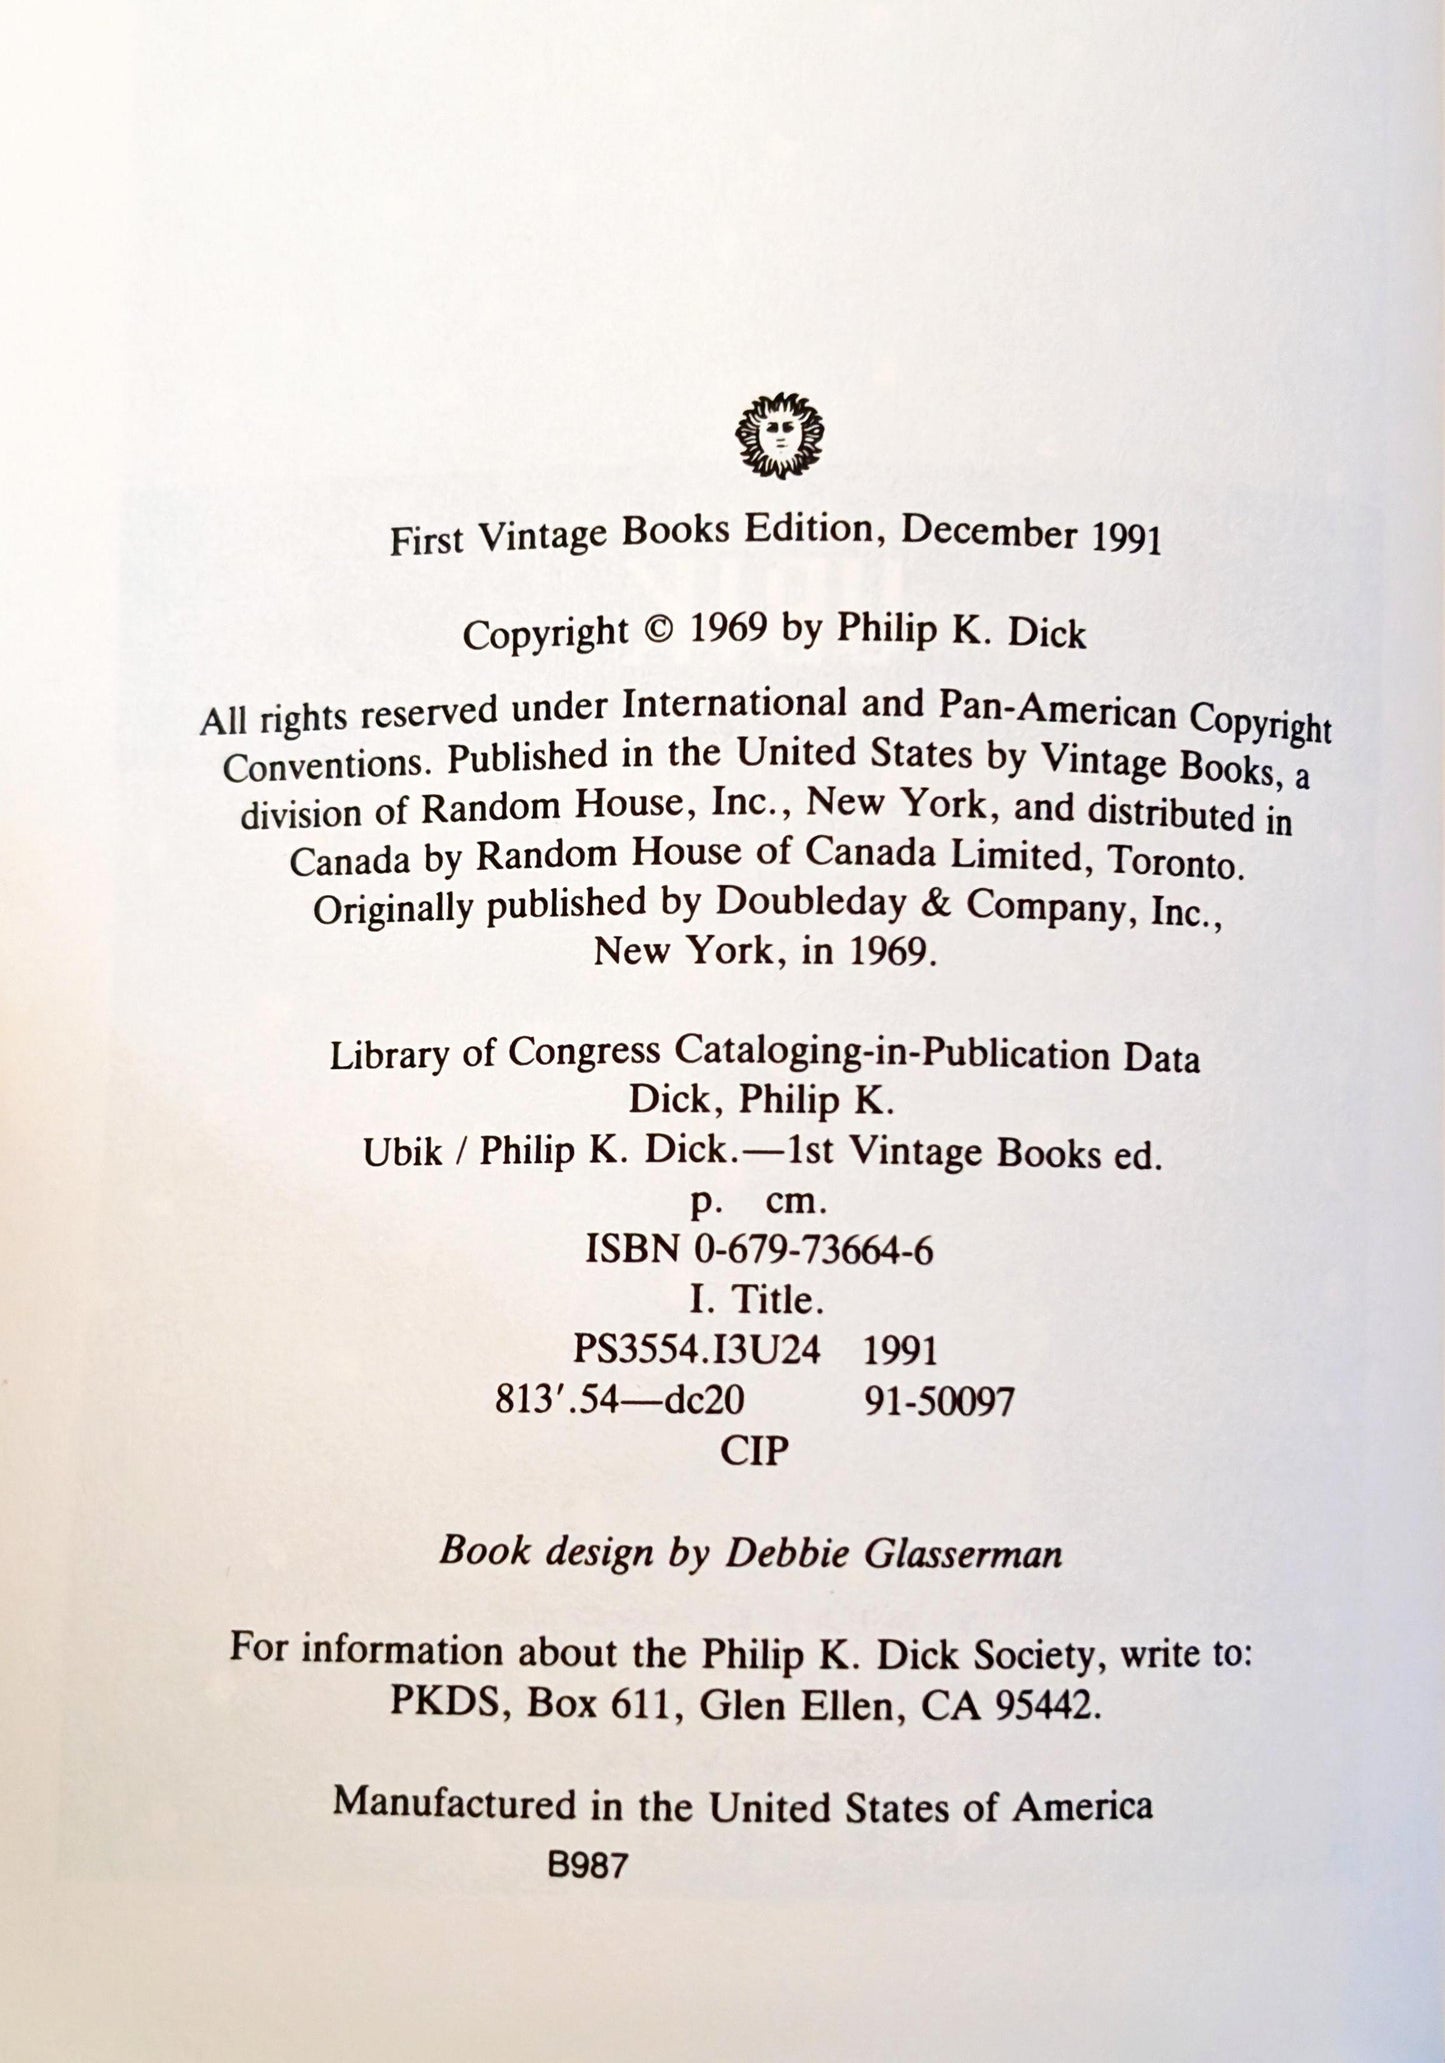 First Vintage Books Edition, December 1991
Copyright © 1969 by Philip K. Dick
All rights reserved under International and Pan-American Copyright
Conventions. Published in the United States by Vintage Books, a
division of Random House, Inc., New York, and distributed in
Canada by Random House of Canada Limited, Toronto.
Originally published by Doubleday & Company, Inc.,
New York, in 1969.
Library of Congress Cataloging-in-Publication Data
Dick, Philip K.
Ubik / Philip K. Dick.—1st Vintage Books ed.
p. cm.
ISBN 0-679-73664-6
I. Title.
PS3554.I3U24 1991
813′.54—dc20 91-50097
CIP
Book design by Debbie Glasserman
For information about the Philip K. Dick Society, write to:
PKDS, Box 611, Glen Ellen, CA 95442.
Manufactured in the United States of America
B987